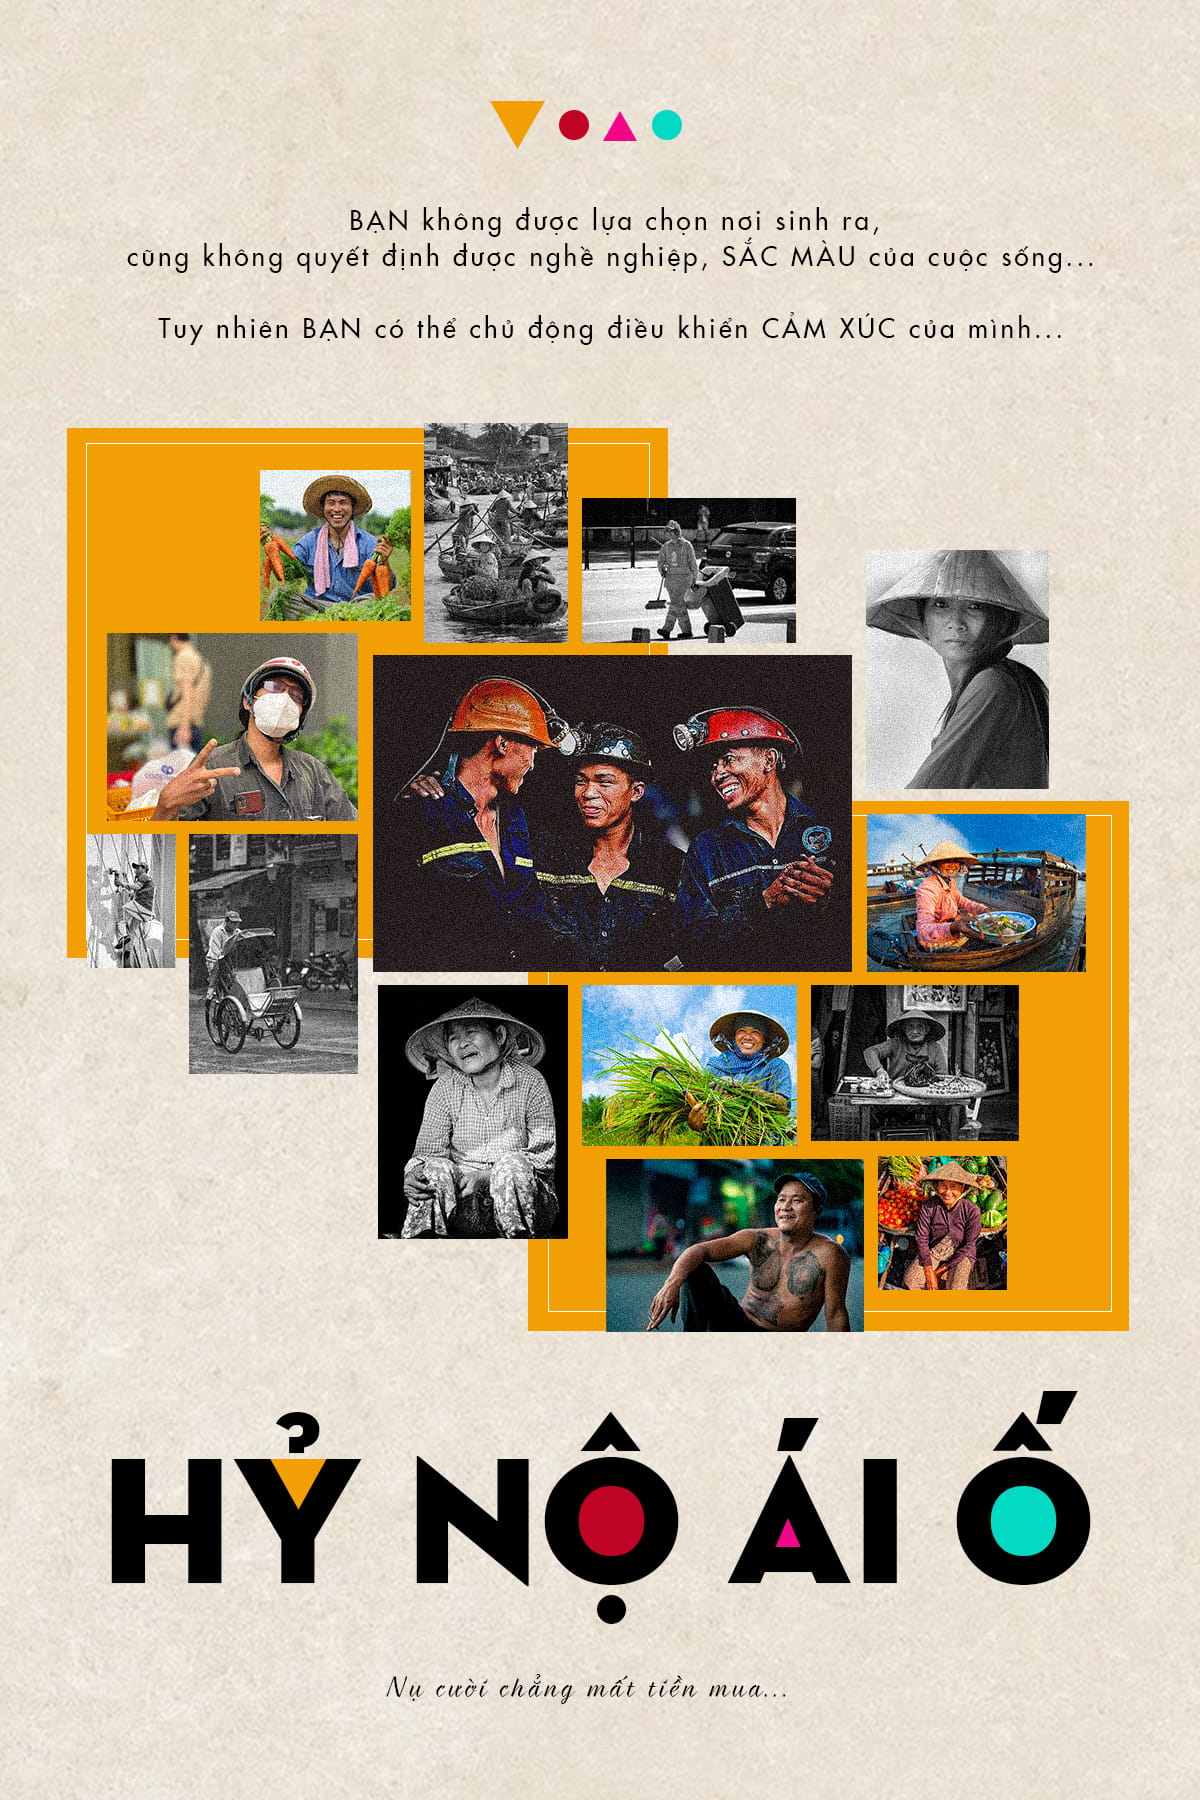 BẠN không được lựa chọn nơi sinh ra,
cũng không quyết định được nghề nghiệp, SẮC MÀU của cuộc sống...
Tuy nhiên BẠN có thể chủ động điều khiển CẢM XÚC của mình...
HỶ NỘ ÁI Ố
Nụ cười chẳng mất tiền mua...